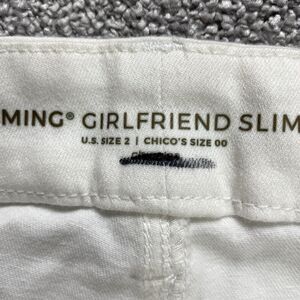 MING® GIRLFRIEND SLIM
U.S. SIZE 2 | CHICO'S SIZE 00